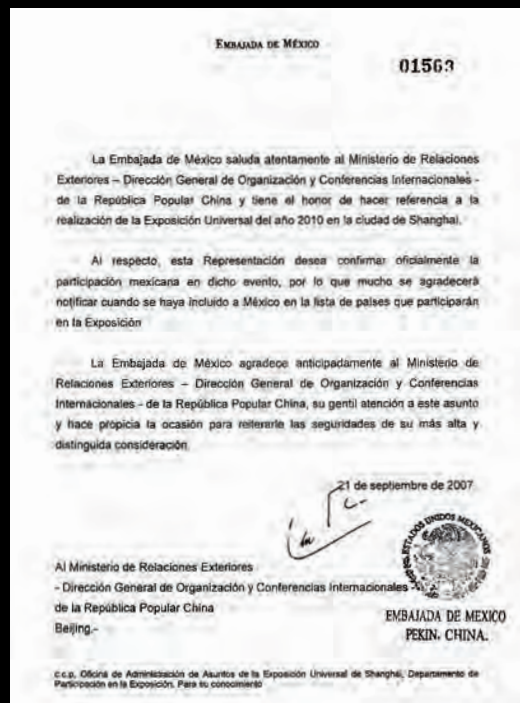 EMBAJADA DE MÉXICO
01563
La Embajada de México saluda atentamente al Ministerio de Relaciones
Exteriores – Dirección General de Organización y Conferencias Internacionales -
de la República Popular China y tiene el honor de hacer referencia a la
realización de la Exposición Universal del año 2010 en la ciudad de Shanghai.
Al respecto, esta Representación desea confirmar oficialmente la
participación mexicana en dicho evento, por lo que mucho se agradecerá
notificar cuando se haya incluido a México en la lista de países que participarán
en la Exposición
La Embajada de México agradece anticipadamente al Ministerio de
Relaciones Exteriores – Dirección General de Organización y Conferencias
Internacionales - de la República Popular China, su gentil atención a este asunto
y hace propicia la ocasión para reiterarle las seguridades de su más alta y
distinguida consideración
21 de septiembre de 2007
ESTADOS UNIDOS MEXICANOS
Al Ministerio de Relaciones Exteriores
- Dirección General de Organización y Conferencias Internacionales -
de la República Popular China
Beijing.-
EMBAJADA DE MEXICO
PEKIN, CHINA.
c.c.p. Oficina de Administración de Asuntos de la Exposición Universal de Shanghai, Departamento de
Participación en la Exposición. Para su conocimiento